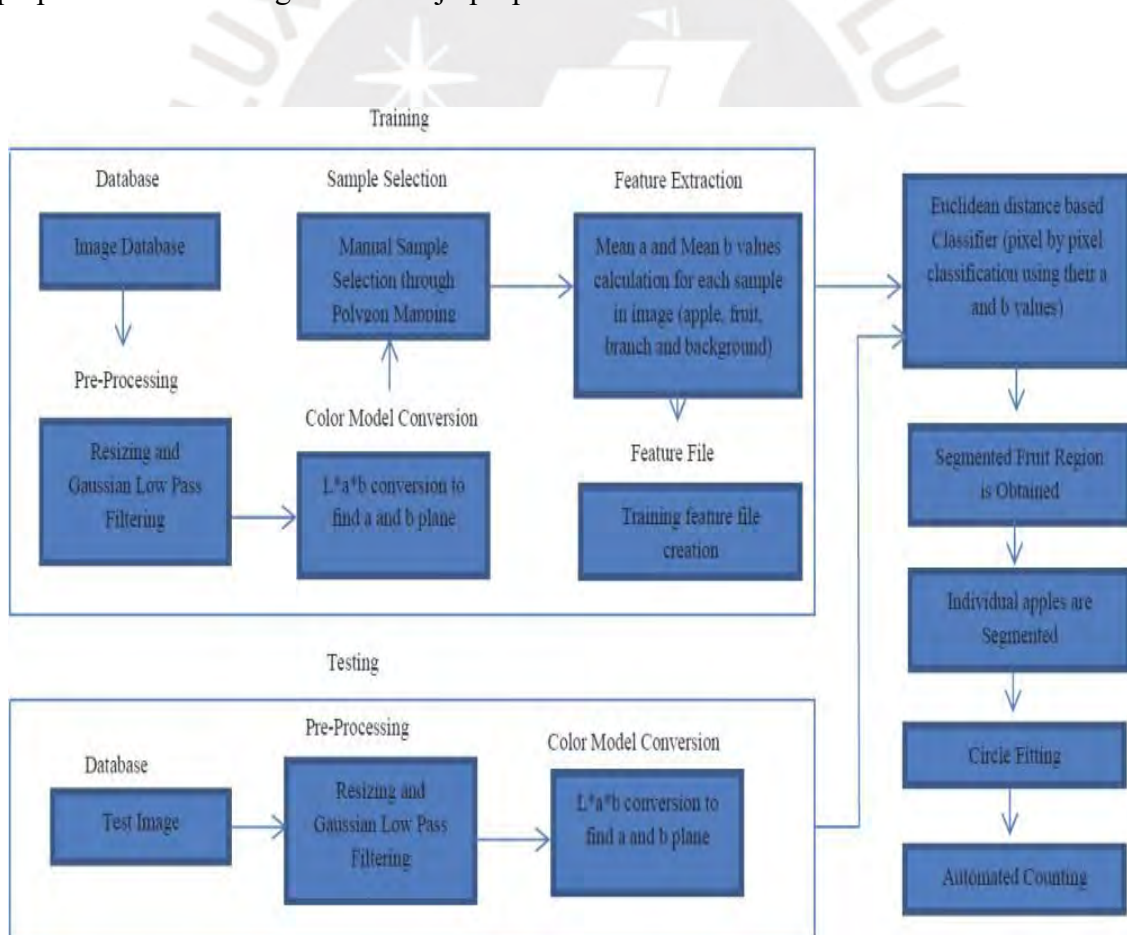 Training
Database
Image Database
Pre-Processing
Resizing and
Gaussian Low Pass
Filtering
Sample Selection
Manual Sample
Selection through
Polygon Mapping
Color Model Conversion
L*a*b conversion to
find a and b plane
Feature Extraction
Mean a and Mean b values
calculation for each sample
in image (apple, fruit,
branch and background)
Feature File
Training feature file
creation
Testing
Database
Test Image
Pre-Processing
Resizing and
Gaussian Low Pass
Filtering
Color Model Conversion
L*a*b conversion to
find a and b plane
Euclidean distance based
Classifier (pixel by pixel
classification using their a
and b values)
Segmented Fruit Region
is Obtained
Individual apples are
Segmented
Circle Fitting
Automated Counting